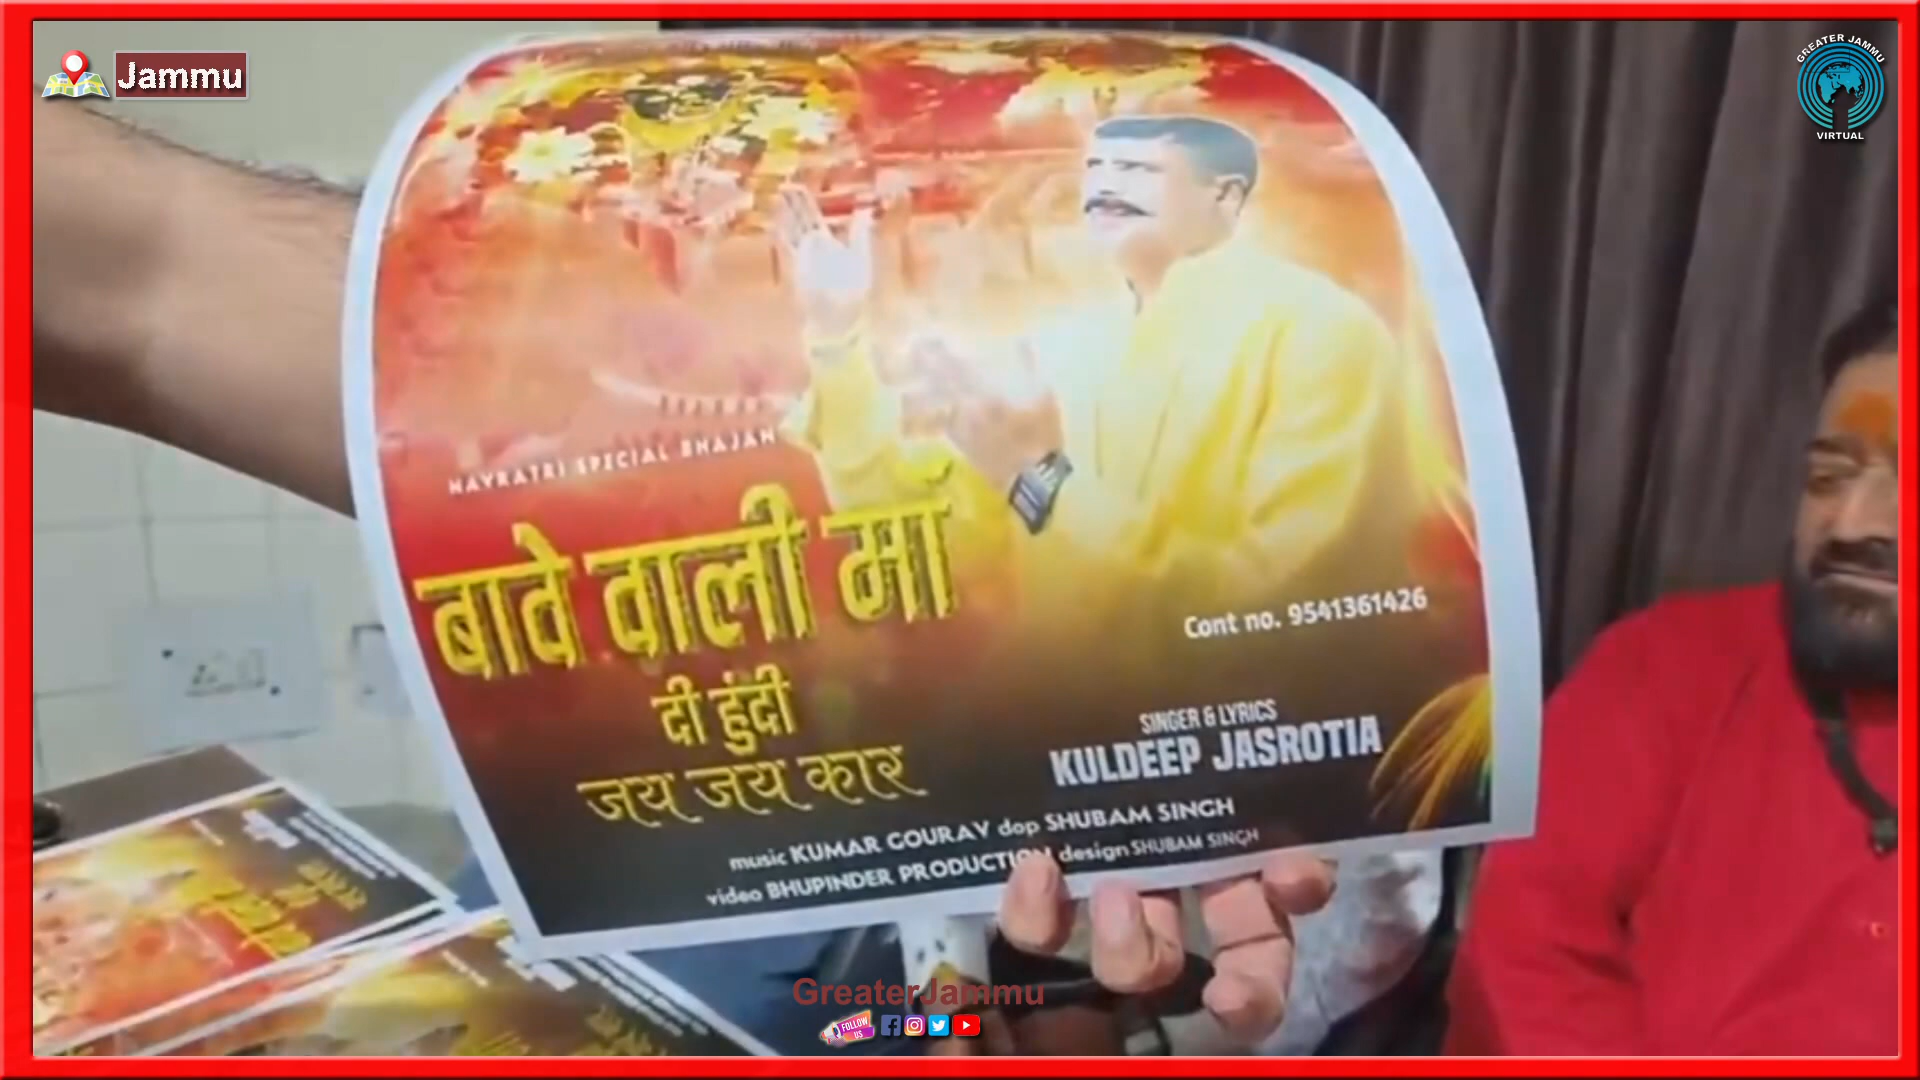 Jammu
GREATER JAMMU
VIRTUAL
NAVRATRI SPECIAL BHAJAN
बावे वाली माँ
दी हुंदी
जय जय कार
Cont no. 9541361426
SINGER & LYRICS
KULDEEP JASROTIA
music KUMAR GOURAV dop SHUBAM SINGH
video BHUPINDER PRODUCTION design SHUBAM SINGH
GreaterJammu
FOLLOW
US